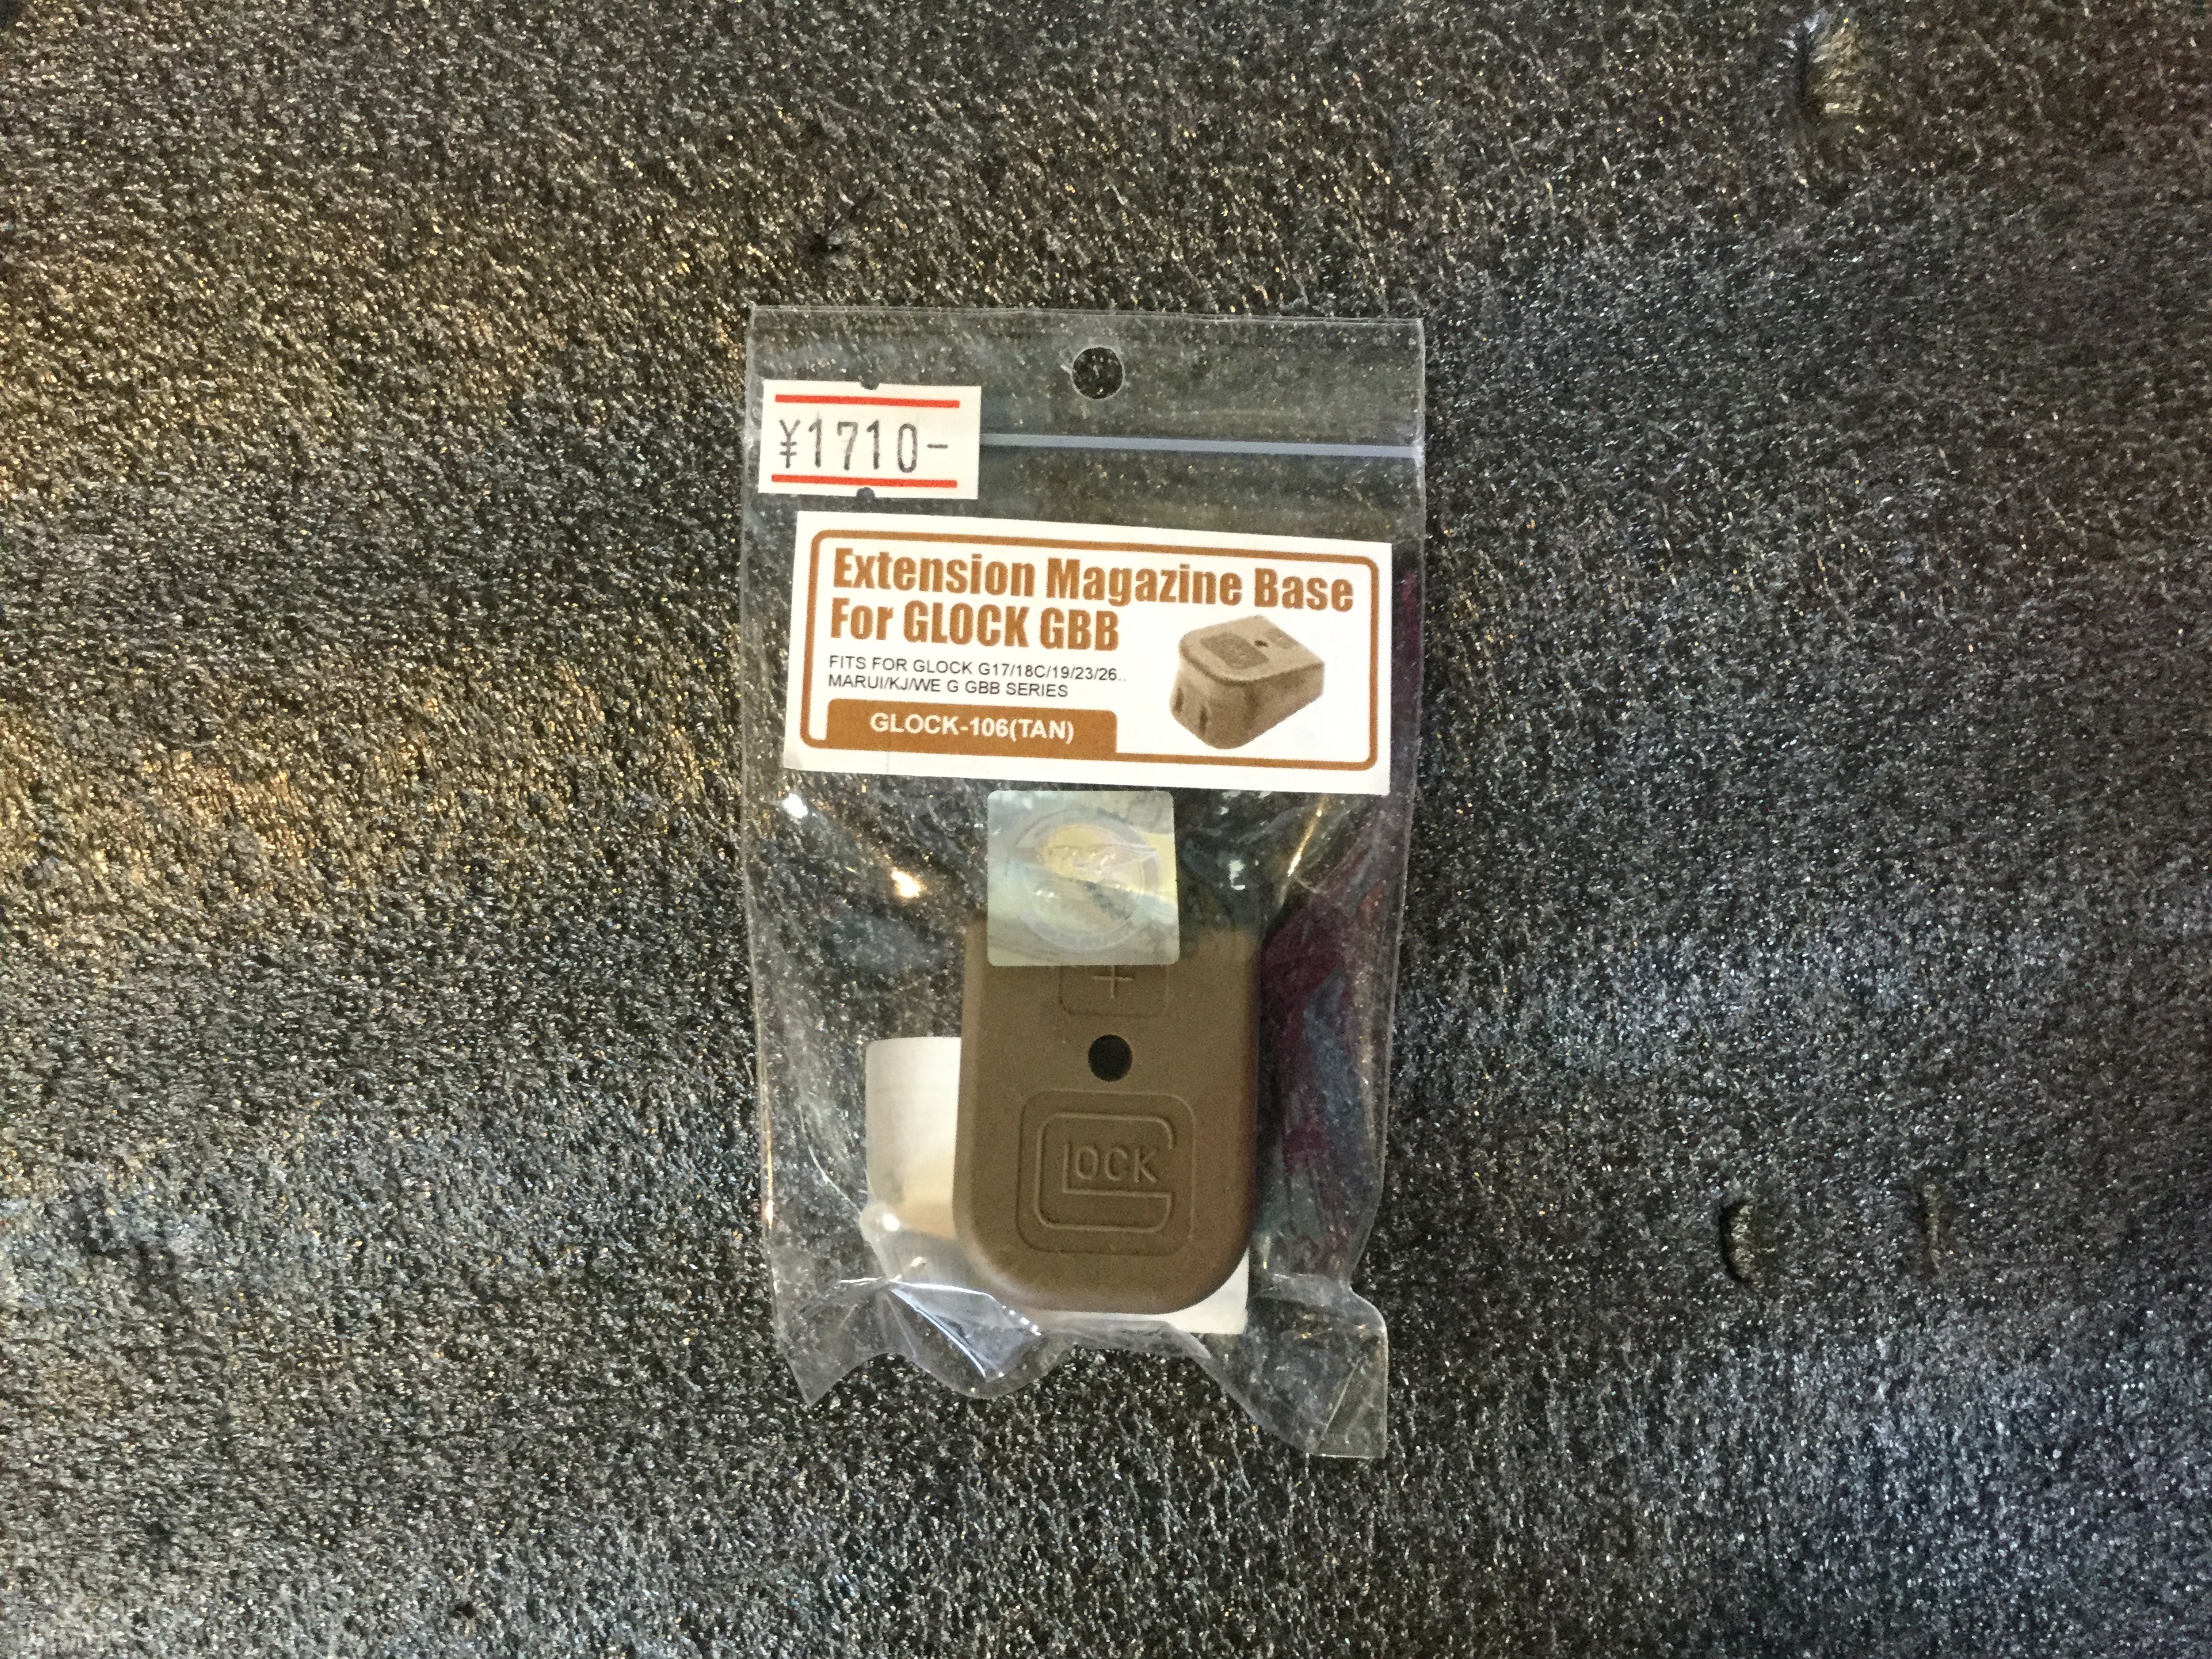 ¥1710-
Extension Magazine Base
For GLOCK GBB
FITS FOR GLOCK G17/18C/19/23/26..
MARUI/KJ/WE G GBB SERIES
GLOCK-106(TAN)
+
GLOCK